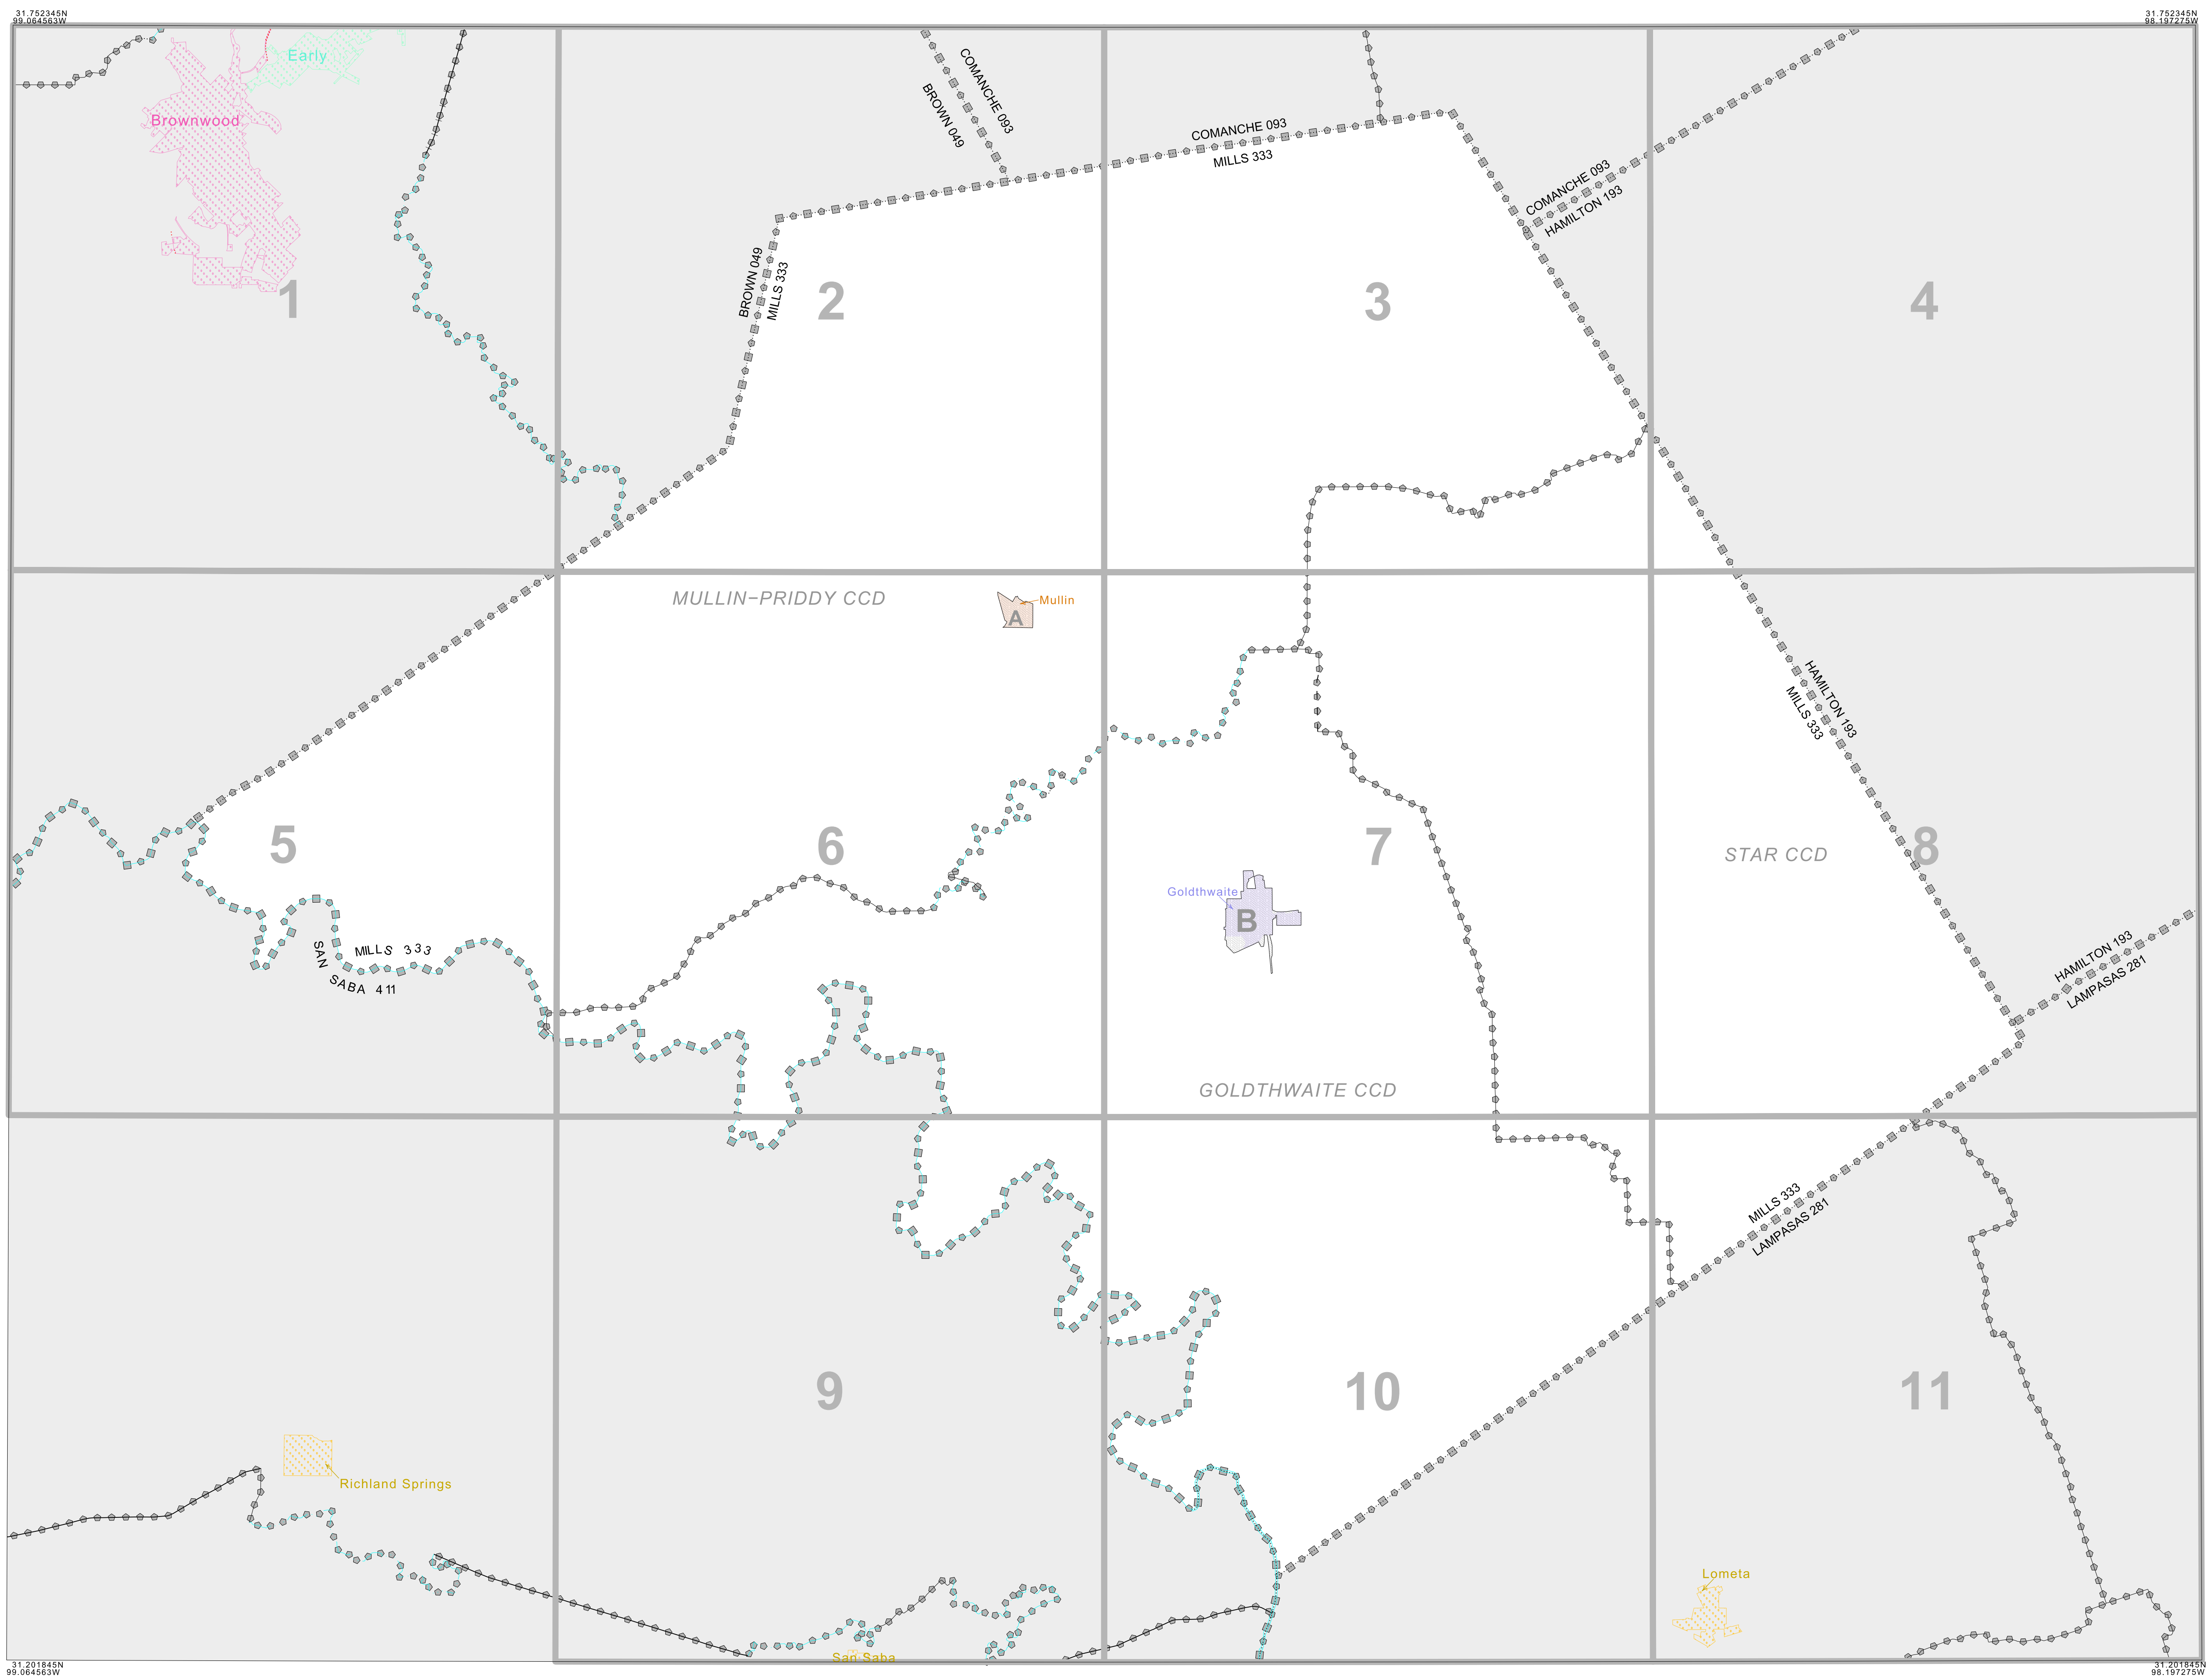 31.752345N
99.064563W
31.752345N
98.197275W
Early
Brownwood
COMANCHE 093
BROWN 049
COMANCHE 093
MILLS 333
COMANCHE 093
HAMILTON 193
BROWN 049
MILLS 333
1
2
3
4
MULLIN-PRIDDY CCD
Mullin
A
HAMILTON 193
MILLS 333
5
6
7
8
STAR CCD
Goldthwaite
B
MILLS 333
SAN SABA 411
HAMILTON 193
LAMPASAS 281
GOLDTHWAITE CCD
MILLS 333
LAMPASAS 281
9
10
11
Richland Springs
Lometa
San Saba
31.201845N
99.064563W
31.201845N
98.197275W